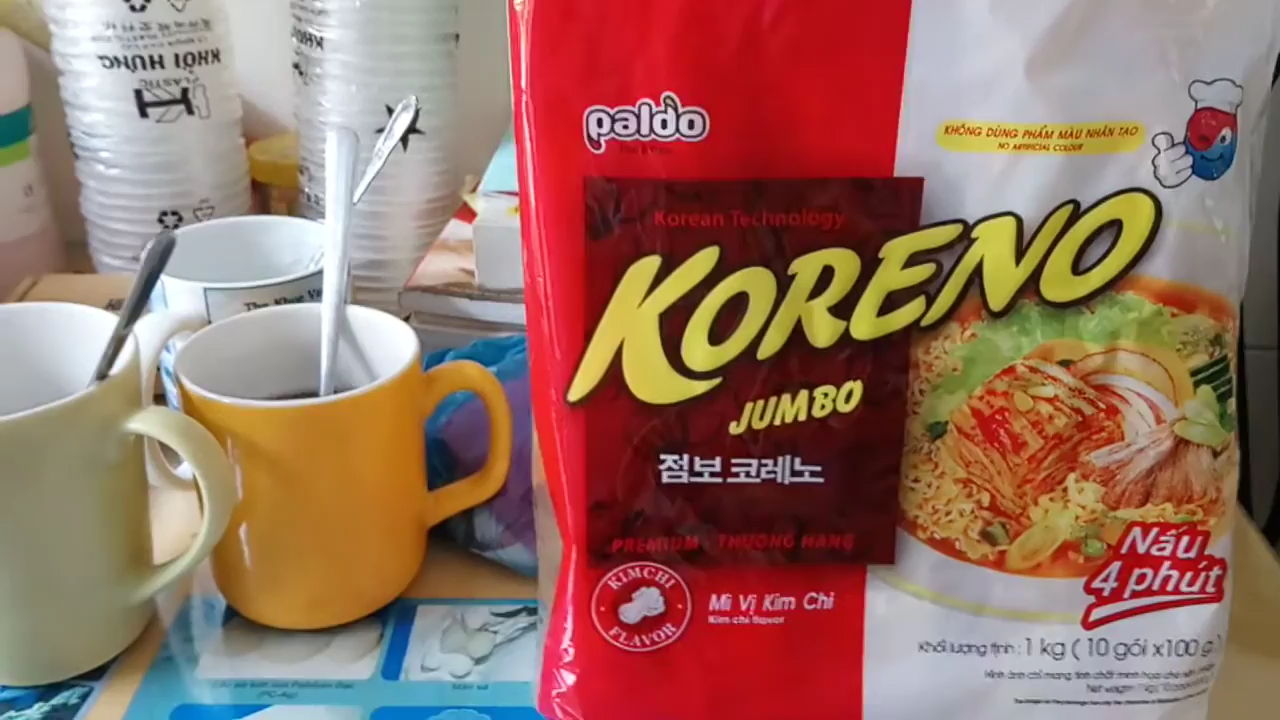 KHÔI HƯNG
PLASTIC
paldo
KHÔNG DÙNG PHẨM MÀU NHÂN TẠO
NO ARTIFICIAL COLOUR
Korean Technology
KORENO
JUMBO
점보 코레노
PREMIUM - THƯỢNG HẠNG
KIMCHI
FLAVOR
Mì Vị Kim Chi
Kim chi flavor
Nấu
4 phút
Khối lượng tịnh : 1 kg ( 10 gói x100 g )